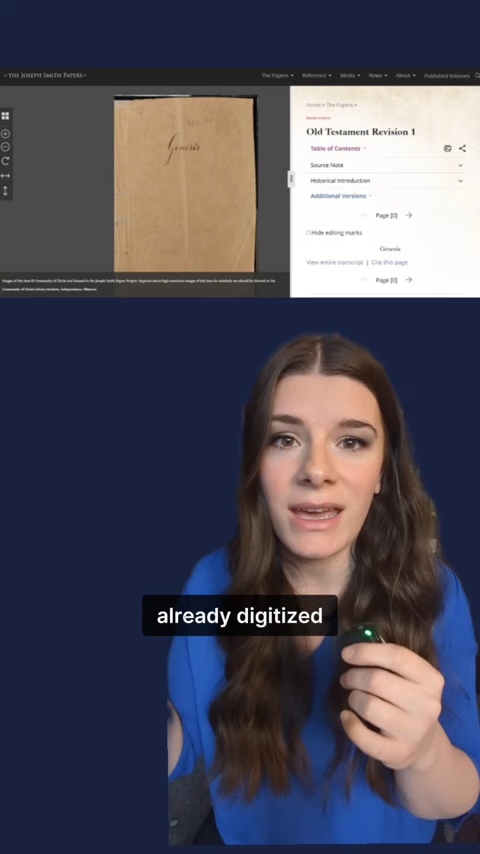 THE JOSEPH SMITH PAPERS
The Papers Reference Media News About Published Volumes
Genesis
Home > The Papers >
Old Testament Revision 1
Table of Contents
Source Note
Historical Introduction
Additional Versions
Page [0]
Hide editing marks
Genesis
View entire transcript | Cite this page
Page [0]
already digitized